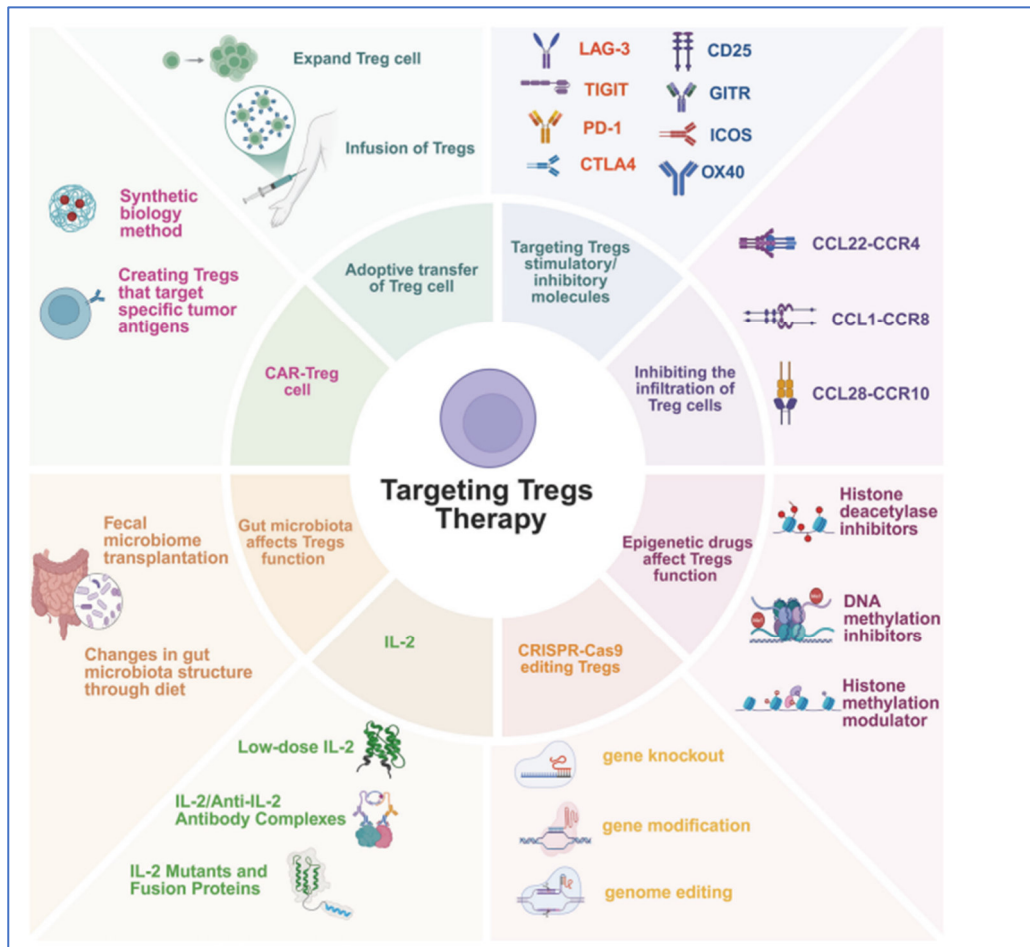 Expand Treg cell
Infusion of Tregs
LAG-3
TIGIT
PD-1
CTLA4
CD25
GITR
ICOS
OX40
Synthetic
biology
method
Creating Tregs
that target
specific tumor
antigens
Adoptive transfer
of Treg cell
Targeting Tregs
stimulatory/
inhibitory
molecules
CCL22-CCR4
CCL1-CCR8
CCL28-CCR10
CAR-Treg
cell
Inhibiting the
infiltration of
Treg cells
Targeting Tregs
Therapy
Fecal
microbiome
transplantation
Changes in gut
microbiota structure
through diet
Gut microbiota
affects Tregs
function
Epigenetic drugs
affect Tregs
function
Histone
deacetylase
inhibitors
DNA
methylation
inhibitors
Histone
methylation
modulator
IL-2
CRISPR-Cas9
editing Tregs
Low-dose IL-2
IL-2/Anti-IL-2
Antibody Complexes
IL-2 Mutants and
Fusion Proteins
gene knockout
gene modification
genome editing